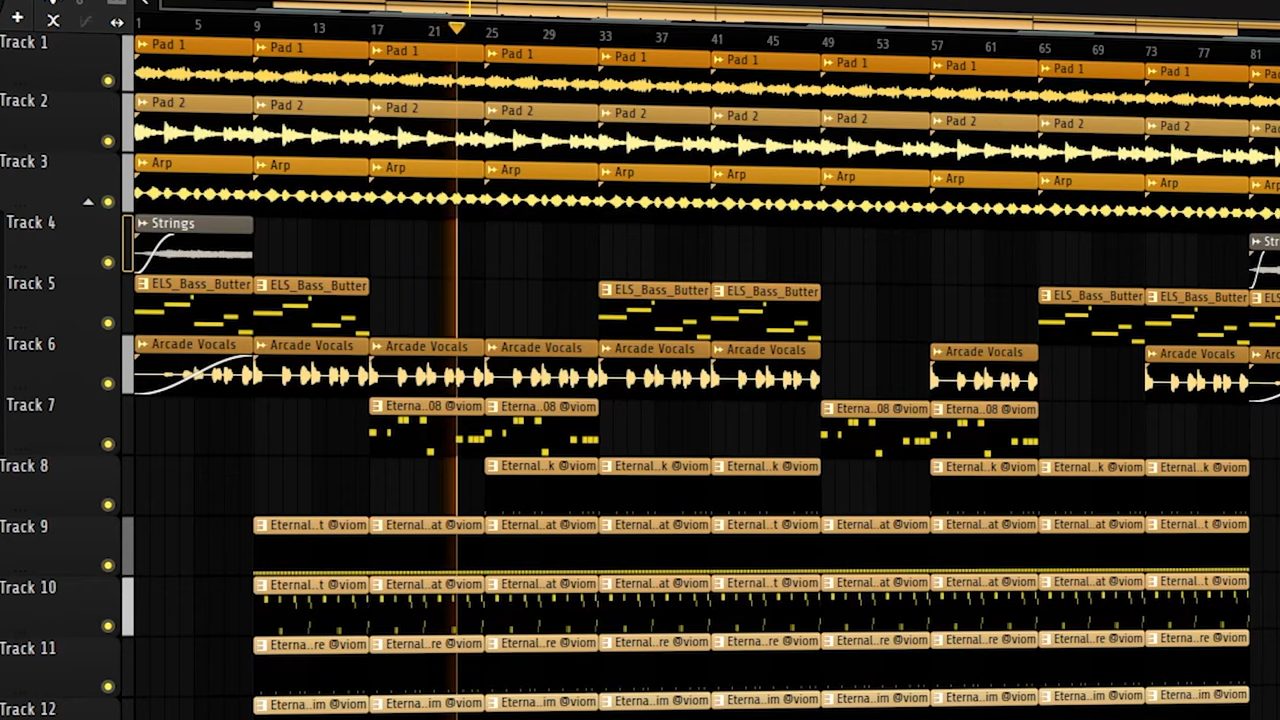 1 5 9 13 17 21 25 29 33 37 41 45 49 53 57 61 65 69 73 77 81
Track 1
Pad 1 Pad 1 Pad 1 Pad 1 Pad 1 Pad 1 Pad 1 Pad 1 Pad 1 Pad 1 Pa
Track 2
Pad 2 Pad 2 Pad 2 Pad 2 Pad 2 Pad 2 Pad 2 Pad 2 Pad 2 Pad 2 Pa
Track 3
Arp Arp Arp Arp Arp Arp Arp Arp Arp Arp Arp
Track 4
Strings Str
Track 5
ELS_Bass_Butter ELS_Bass_Butter ELS_Bass_Butter ELS_Bass_Butter ELS_Bass_Butter ELS_Bass_Butter ELS
Track 6
Arcade Vocals Arcade Vocals Arcade Vocals Arcade Vocals Arcade Vocals Arcade Vocals Arcade Vocals Arcade Vocals Arc
Track 7
Eterna..08 @viom Eterna..08 @viom Eterna..08 @viom Eterna..08 @viom
Track 8
Eternal..k @viom Eternal..k @viom Eternal..k @viom Eternal..k @viom Eternal..k @viom Eternal..k @viom
Track 9
Eternal..t @viom Eternal..at @viom Eternal..at @viom Eternal..at @viom Eternal..t @viom Eternal..at @viom Eternal..at @viom Eternal..at @viom Eternal..t @viom
Track 10
Eternal..t @viom Eternal..at @viom Eternal..at @viom Eternal..at @viom Eternal..t @viom Eternal..at @viom Eternal..at @viom Eternal..at @viom Eternal..t @viom
Track 11
Eterna..re @viom Eterna..re @viom Eterna..re @viom Eterna..re @viom Eterna..re @viom Eterna..re @viom Eterna..re @viom Eterna..re @viom Eterna..re @viom
Track 12
Eterna..im @viom Eterna..im @viom Eterna..im @viom Eterna..im @viom Eterna..im @viom Eterna..im @viom Eterna..im @viom Eterna..im @viom Eterna..im @viom